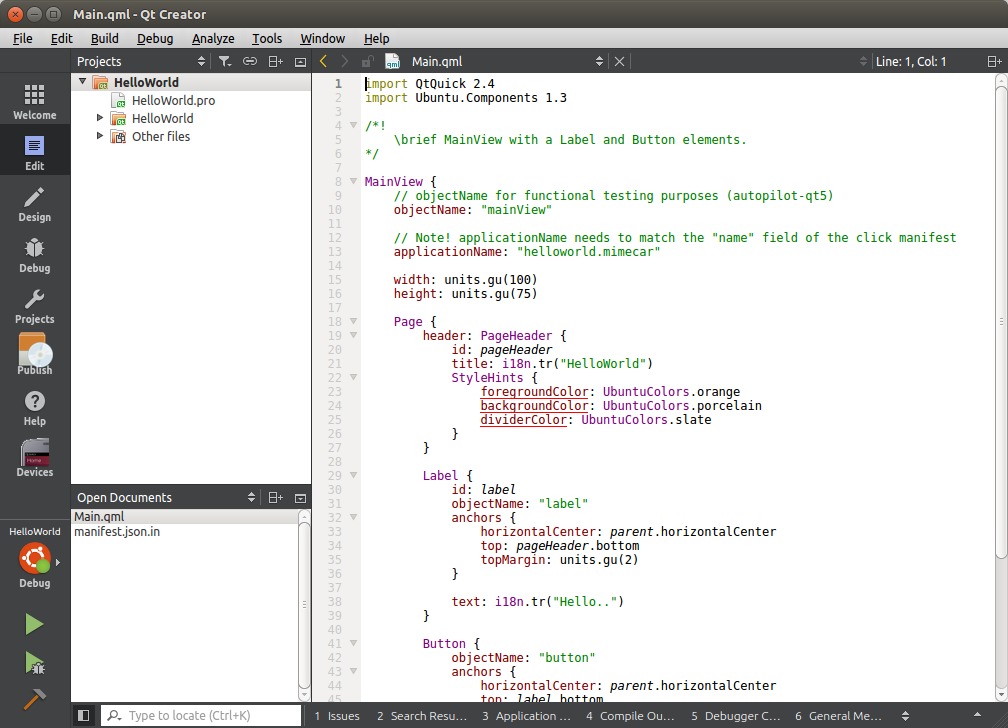 Main.qml - Qt Creator
File Edit Build Debug Analyze Tools Window Help
Projects
Main.qml
Line: 1, Col: 1
Welcome
Edit
Design
Debug
Projects
Publish
Help
Devices
HelloWorld
Debug
HelloWorld
HelloWorld.pro
HelloWorld
Other files
Open Documents
Main.qml
manifest.json.in
1 import QtQuick 2.4
2 import Ubuntu.Components 1.3
3
4 /*!
5     \brief MainView with a Label and Button elements.
6 */
7
8 MainView {
9     // objectName for functional testing purposes (autopilot-qt5)
10     objectName: "mainView"
11
12     // Note! applicationName needs to match the "name" field of the click manifest
13     applicationName: "helloworld.mimecar"
14
15     width: units.gu(100)
16     height: units.gu(75)
17
18     Page {
19         header: PageHeader {
20             id: pageHeader
21             title: i18n.tr("HelloWorld")
22             StyleHints {
23                 foregroundColor: UbuntuColors.orange
24                 backgroundColor: UbuntuColors.porcelain
25                 dividerColor: UbuntuColors.slate
26             }
27         }
28
29         Label {
30             id: label
31             objectName: "label"
32             anchors {
33                 horizontalCenter: parent.horizontalCenter
34                 top: pageHeader.bottom
35                 topMargin: units.gu(2)
36             }
37
38             text: i18n.tr("Hello..")
39         }
40
41         Button {
42             objectName: "button"
43             anchors {
44                 horizontalCenter: parent.horizontalCenter
45                 top: label.bottom
Type to locate (Ctrl+K)
1 Issues 2 Search Resu... 3 Application ... 4 Compile Ou... 5 Debugger C... 6 General Me...